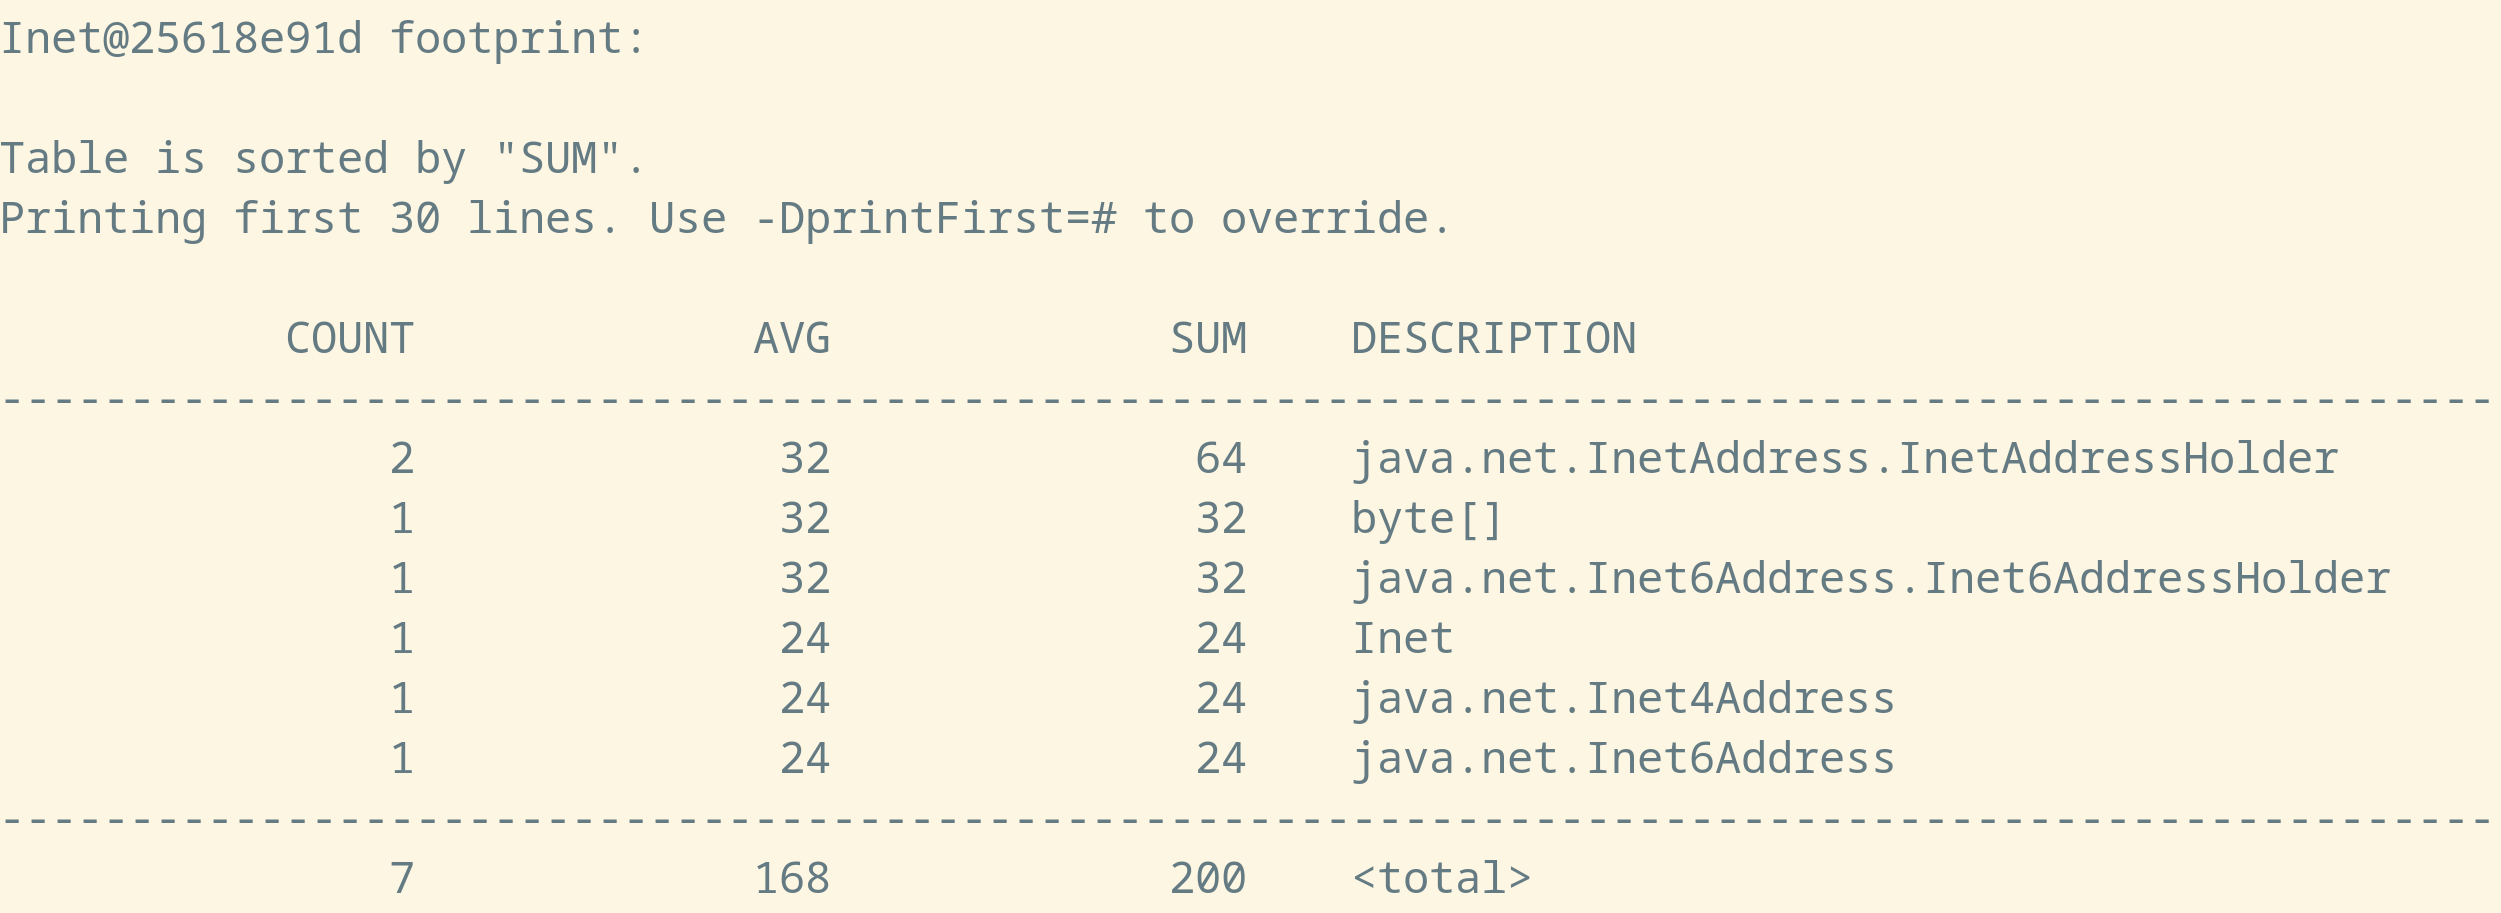 Inet@25618e91d footprint:

Table is sorted by "SUM".
Printing first 30 lines. Use -DprintFirst=# to override.

           COUNT             AVG             SUM    DESCRIPTION
------------------------------------------------------------------------------------------------
               2              32              64    java.net.InetAddress.InetAddressHolder
               1              32              32    byte[]
               1              32              32    java.net.Inet6Address.Inet6AddressHolder
               1              24              24    Inet
               1              24              24    java.net.Inet4Address
               1              24              24    java.net.Inet6Address
------------------------------------------------------------------------------------------------
               7             168             200    <total>